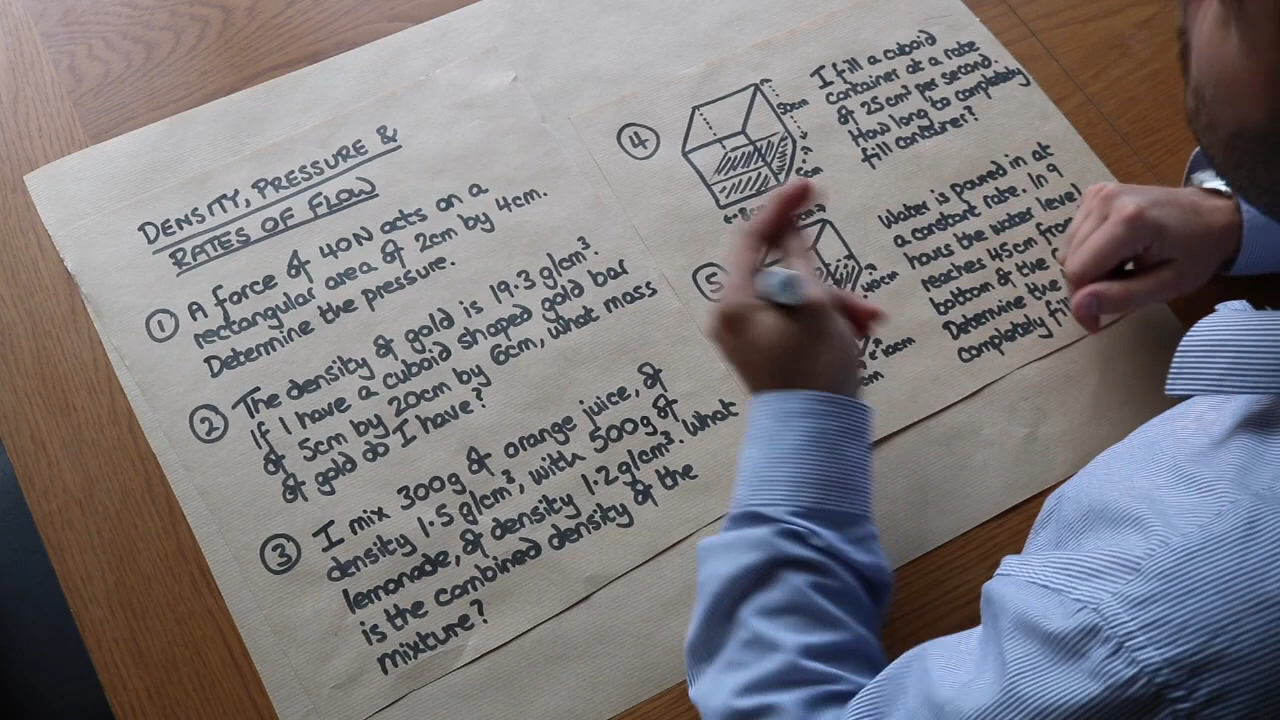 DENSITY, PRESSURE &
RATES OF FLOW
① A force of 40N acts on a
rectangular area of 2cm by 4cm.
Determine the pressure.
② The density of gold is 19.3 g/cm³.
If I have a cuboid shaped gold bar
of 5cm by 20cm by 6cm, what mass
of gold do I have?
③ I mix 300g of orange juice, of
density 1.5 g/cm³, with 500g of
lemonade, of density 1.2g/cm³. What
is the combined density of the
mixture?
④
I fill a cuboid
container at a rate
of 25cm³ per second.
How long to completely
fill container?
⑤
10cm
Water is poured in at
a constant rate. In 9
hours the water level
reaches 45cm from
bottom of the
Determine the
completely fill